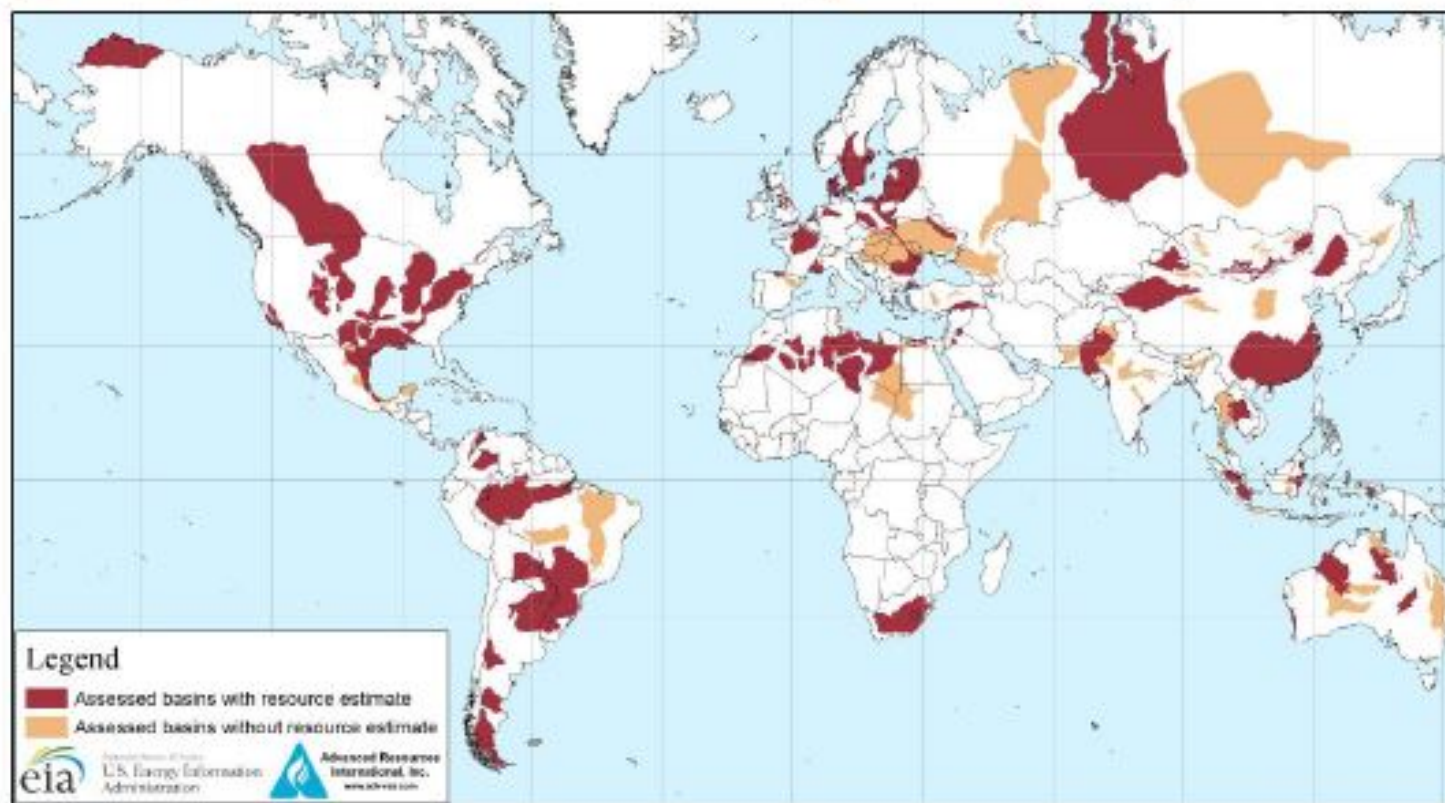 Legend
Assessed basins with resource estimate
Assessed basins without resource estimate
eia
U.S. Energy Information
Administration
Advanced Resources
International, Inc.